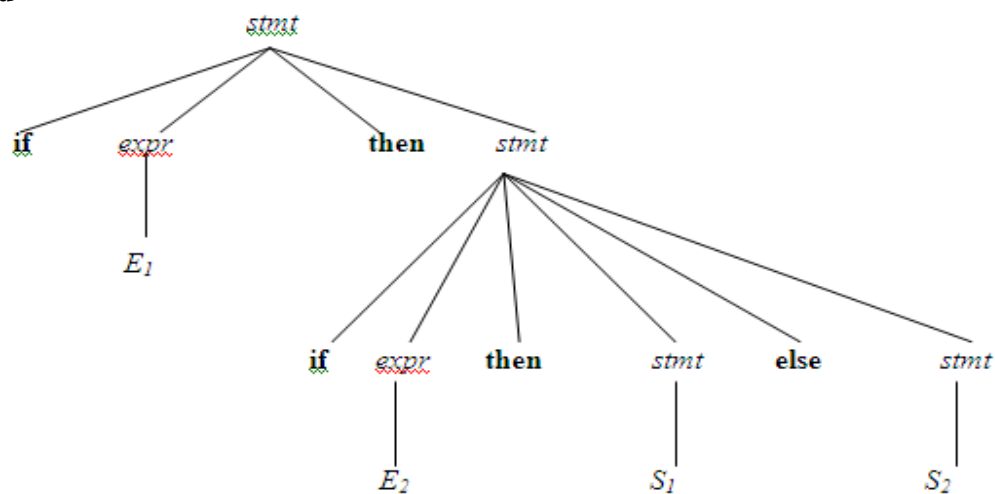 stmt
if expr then stmt
E1
if expr then stmt else stmt
E2 S1 S2